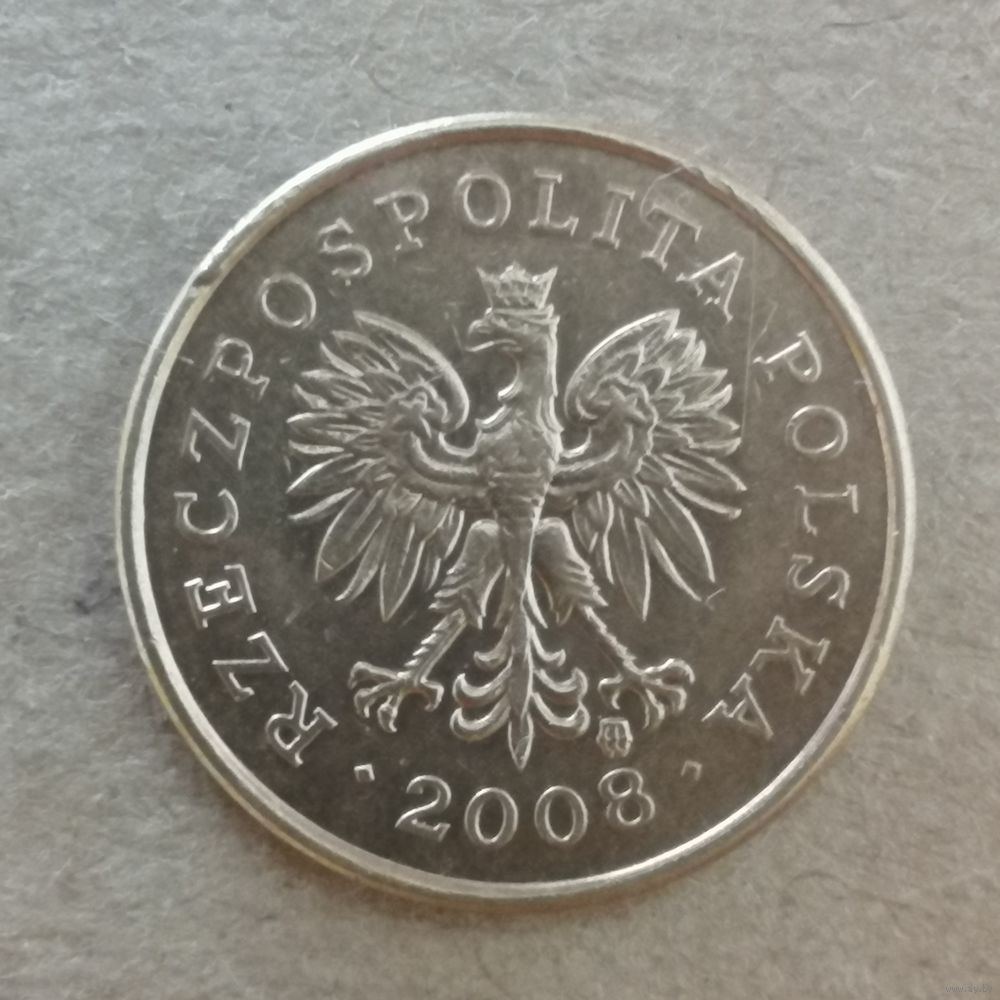 RZECZPOSPOLITA POLSKA
· 2008 ·